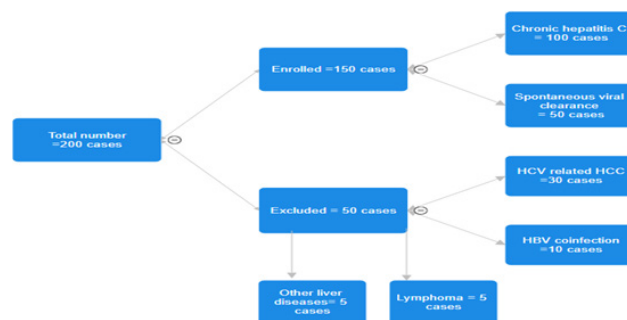 Chronic hepatitis C
= 100 cases
Enrolled =150 cases
Spontaneous viral
clearance
= 50 cases
Total number
=200 cases
HCV related HCC
=30 cases
Excluded = 50 cases
HBV coinfection
=10 cases
Other liver
diseases= 5
cases
Lymphoma = 5
cases